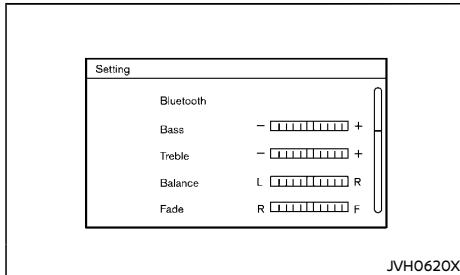 Setting
Bluetooth
Bass − +
Treble − +
Balance L R
Fade R F
JVH0620X